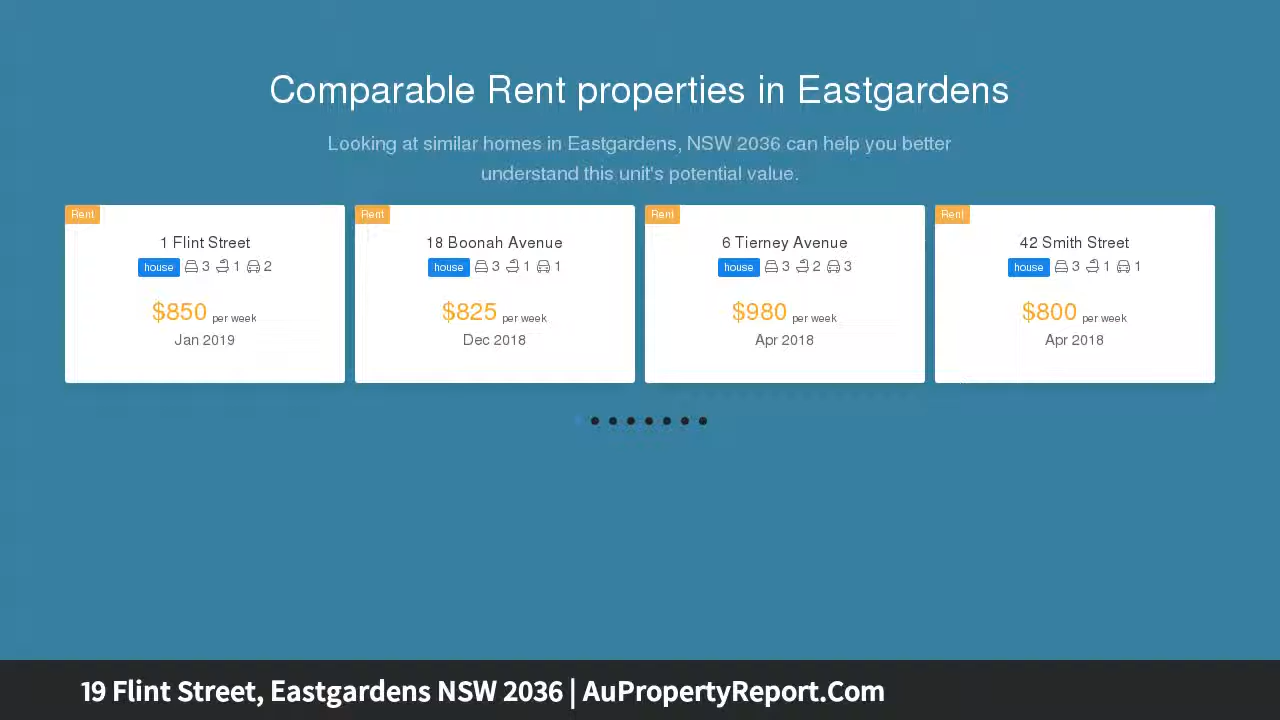 Comparable Rent properties in Eastgardens
Looking at similar homes in Eastgardens, NSW 2036 can help you better
understand this unit's potential value.
Rent
1 Flint Street
house 3 1 2
$850 per week
Jan 2019
Rent
18 Boonah Avenue
house 3 1 1
$825 per week
Dec 2018
Rent
6 Tierney Avenue
house 3 2 3
$980 per week
Apr 2018
Rent
42 Smith Street
house 3 1 1
$800 per week
Apr 2018
19 Flint Street, Eastgardens NSW 2036 | AuPropertyReport.Com